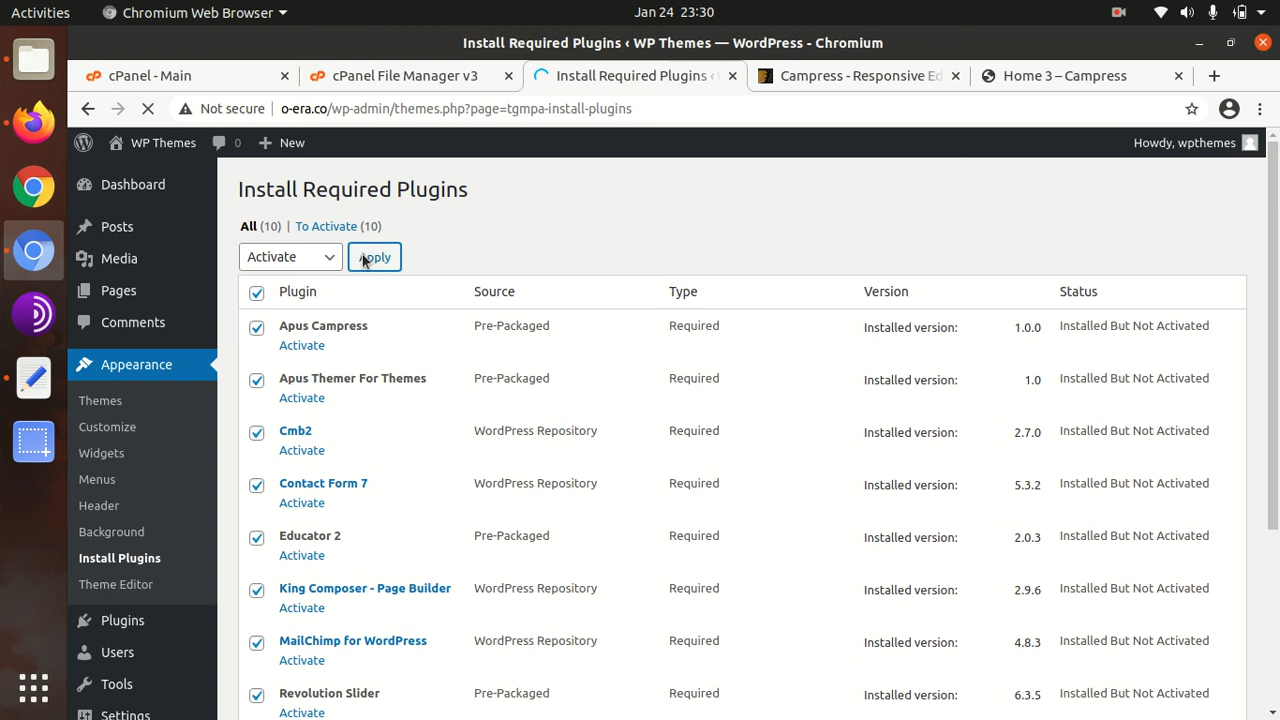 Activities
Chromium Web Browser
Jan 24 23:30
Install Required Plugins ‹ WP Themes — WordPress - Chromium
cPanel - Main
cPanel File Manager v3
Install Required Plugins ‹
Campress - Responsive Ed
Home 3 – Campress
Not secure
o-era.co/wp-admin/themes.php?page=tgmpa-install-plugins
WP Themes
0
New
Howdy, wpthemes
Dashboard
Posts
Media
Pages
Comments
Appearance
Themes
Customize
Widgets
Menus
Header
Background
Install Plugins
Theme Editor
Plugins
Users
Tools
Settings
Install Required Plugins
All (10) | To Activate (10)
Activate
Apply
Plugin Source Type Version Status
Apus Campress Pre-Packaged Required Installed version: 1.0.0 Installed But Not Activated
Activate
Apus Themer For Themes Pre-Packaged Required Installed version: 1.0 Installed But Not Activated
Activate
Cmb2 WordPress Repository Required Installed version: 2.7.0 Installed But Not Activated
Activate
Contact Form 7 WordPress Repository Required Installed version: 5.3.2 Installed But Not Activated
Activate
Educator 2 Pre-Packaged Required Installed version: 2.0.3 Installed But Not Activated
Activate
King Composer - Page Builder WordPress Repository Required Installed version: 2.9.6 Installed But Not Activated
Activate
MailChimp for WordPress WordPress Repository Required Installed version: 4.8.3 Installed But Not Activated
Activate
Revolution Slider Pre-Packaged Required Installed version: 6.3.5 Installed But Not Activated
Activate